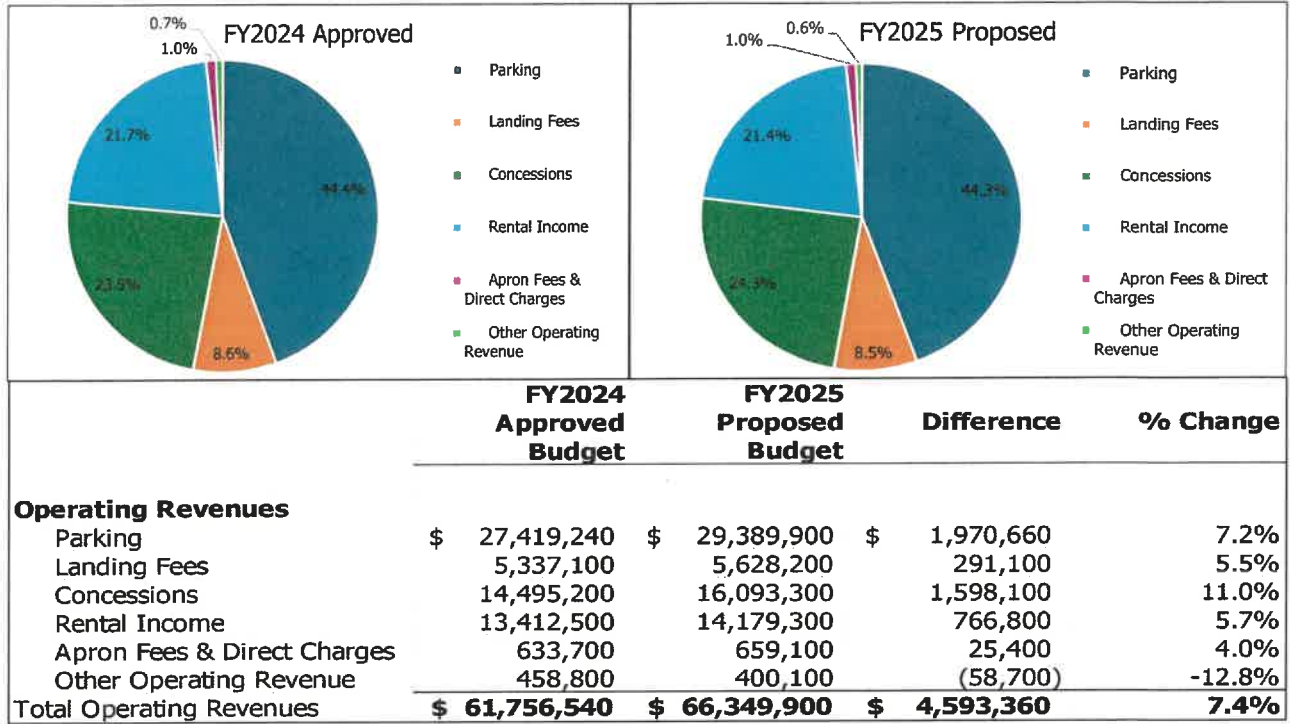 FY2024 Approved
0.7%
1.0%
21.7%
44.4%
23.5%
8.6%
Parking
Landing Fees
Concessions
Rental Income
Apron Fees &
Direct Charges
Other Operating
Revenue
FY2025 Proposed
0.6%
1.0%
21.4%
44.3%
24.3%
8.5%
Parking
Landing Fees
Concessions
Rental Income
Apron Fees & Direct
Charges
Other Operating
Revenue
FY2024 FY2025
Approved Proposed Difference % Change
Budget Budget
Operating Revenues
Parking $ 27,419,240 $ 29,389,900 $ 1,970,660 7.2%
Landing Fees 5,337,100 5,628,200 291,100 5.5%
Concessions 14,495,200 16,093,300 1,598,100 11.0%
Rental Income 13,412,500 14,179,300 766,800 5.7%
Apron Fees & Direct Charges 633,700 659,100 25,400 4.0%
Other Operating Revenue 458,800 400,100 (58,700) -12.8%
Total Operating Revenues $ 61,756,540 $ 66,349,900 $ 4,593,360 7.4%